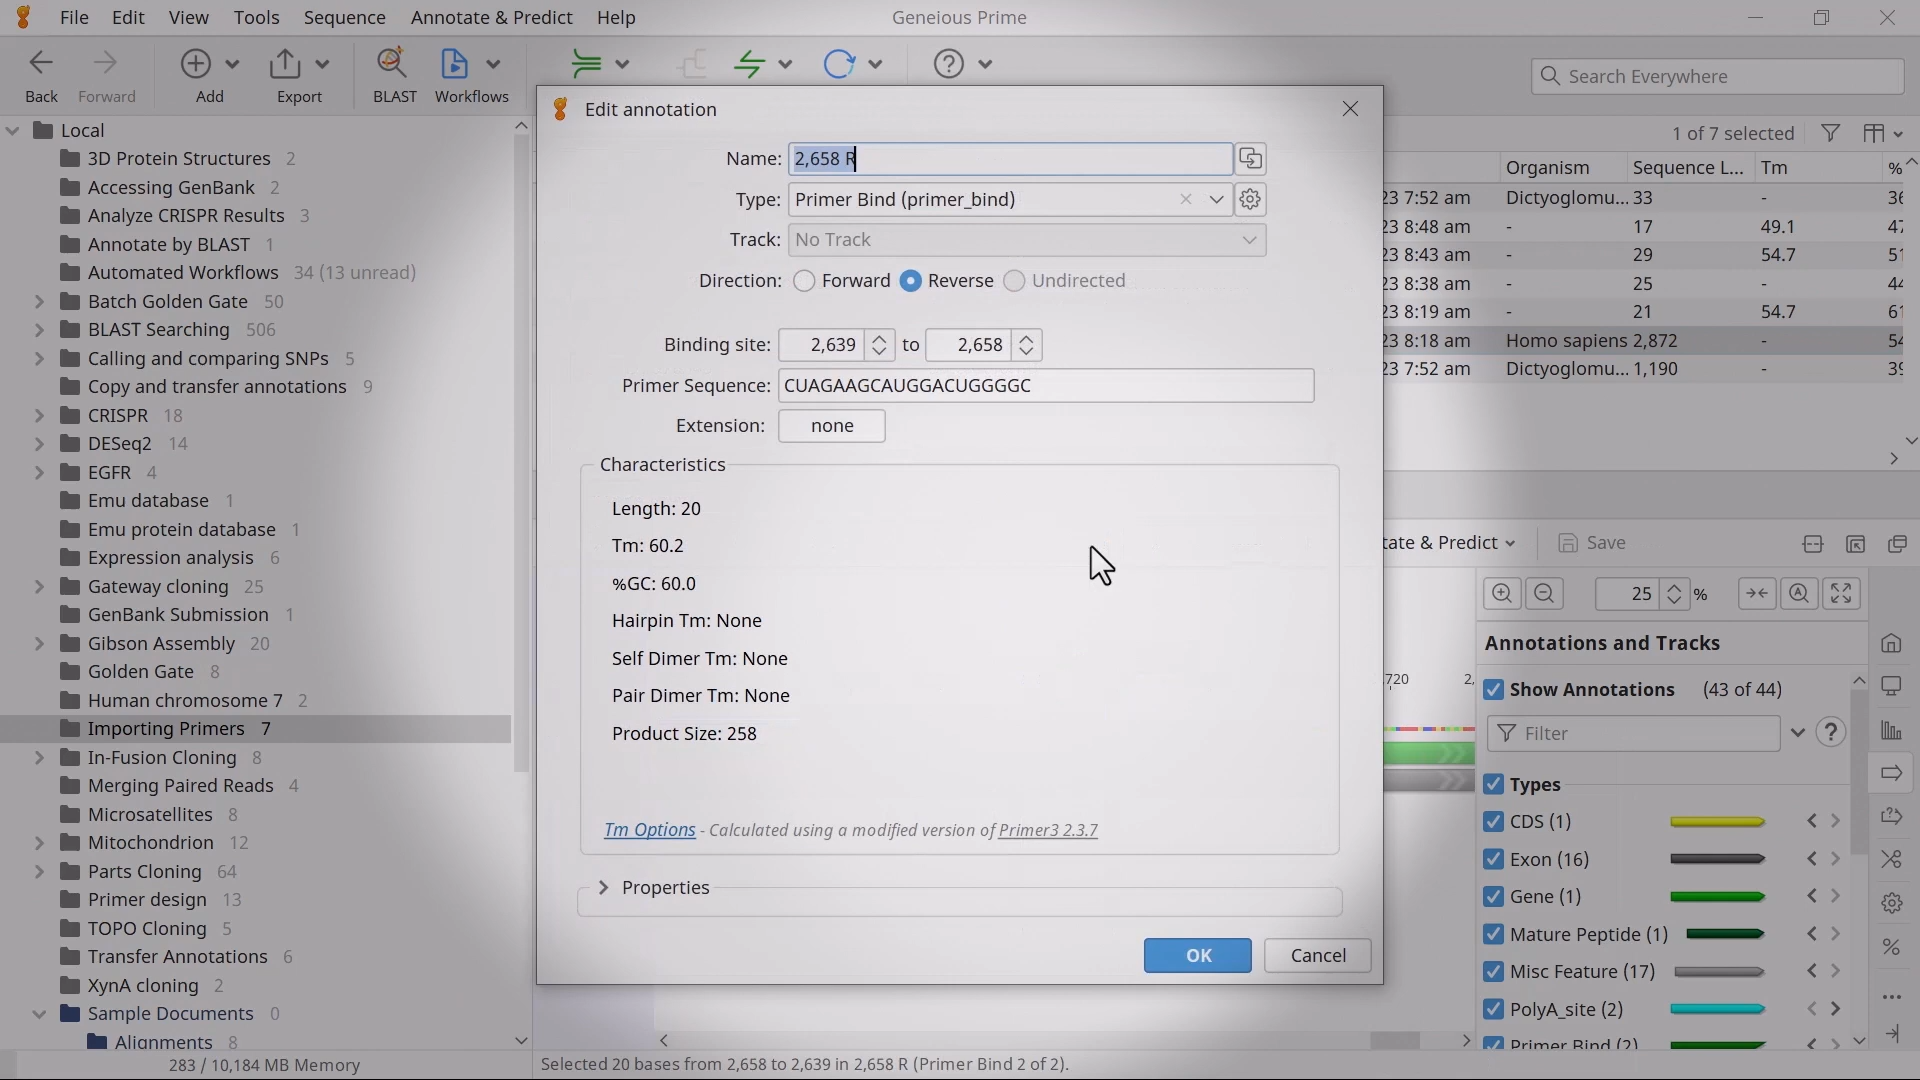 File Edit View Tools Sequence Annotate & Predict Help
Geneious Prime
Back Forward Add Export BLAST Workflows
Search Everywhere
Local
3D Protein Structures 2
Accessing GenBank 2
Analyze CRISPR Results 3
Annotate by BLAST 1
Automated Workflows 34 (13 unread)
Batch Golden Gate 50
BLAST Searching 506
Calling and comparing SNPs 5
Copy and transfer annotations 9
CRISPR 18
DESeq2 14
EGFR 4
Emu database 1
Emu protein database 1
Expression analysis 6
Gateway cloning 25
GenBank Submission 1
Gibson Assembly 20
Golden Gate 8
Human chromosome 7 2
Importing Primers 7
In-Fusion Cloning 8
Merging Paired Reads 4
Microsatellites 8
Mitochondrion 12
Parts Cloning 64
Primer design 13
TOPO Cloning 5
Transfer Annotations 6
XynA cloning 2
Sample Documents 0
Alignments 8
283 / 10,184 MB Memory
Edit annotation
Name: 2,658 R
Type: Primer Bind (primer_bind)
Track: No Track
Direction: Forward Reverse Undirected
Binding site: 2,639 to 2,658
Primer Sequence: CUAGAAGCAUGGACUGGGGC
Extension: none
Characteristics
Length: 20
Tm: 60.2
%GC: 60.0
Hairpin Tm: None
Self Dimer Tm: None
Pair Dimer Tm: None
Product Size: 258
Tm Options - Calculated using a modified version of Primer3 2.3.7
Properties
OK Cancel
1 of 7 selected
Organism Sequence L... Tm %
23 7:52 am Dictyoglomu... 33 - 36
23 8:48 am - 17 49.1 47
23 8:43 am - 29 54.7 51
23 8:38 am - 25 - 44
23 8:19 am - 21 54.7 61
23 8:18 am Homo sapiens 2,872 - 54
23 7:52 am Dictyoglomu... 1,190 - 39
tate & Predict Save
25 %
,720 2,
Annotations and Tracks
Show Annotations (43 of 44)
Filter
?
Types
CDS (1)
Exon (16)
Gene (1)
Mature Peptide (1)
Misc Feature (17)
PolyA_site (2)
Primer Bind (2)
Selected 20 bases from 2,658 to 2,639 in 2,658 R (Primer Bind 2 of 2).